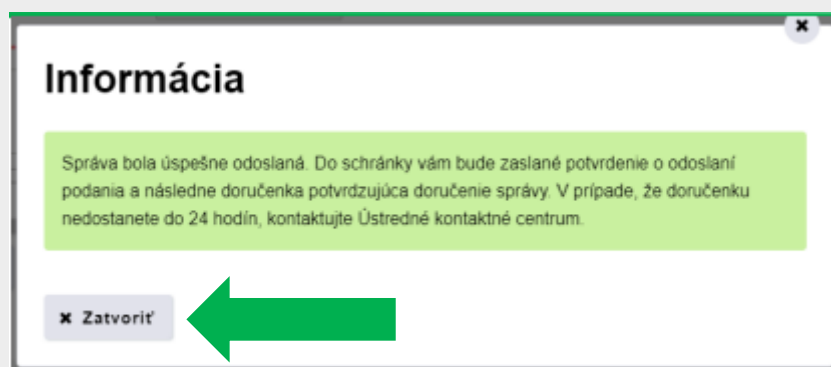 Informácia
Správa bola úspešne odoslaná. Do schránky vám bude zaslané potvrdenie o odoslaní
podania a následne doručenka potvrdzujúca doručenie správy. V prípade, že doručenku
nedostanete do 24 hodín, kontaktujte Ústredné kontaktné centrum.
✖ Zatvoriť